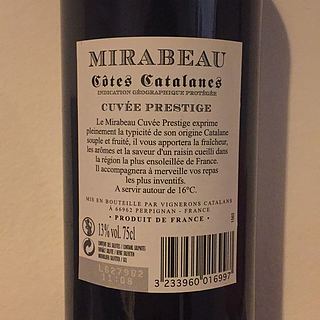 MIRABEAU
Côtes Catalanes
INDICATION GÉOGRAPHIQUE PROTÉGÉE
CUVÉE PRESTIGE
Le Mirabeau Cuvée Prestige exprime
pleinement la typicité de son origine Catalane
souple et fruité, il vous apportera la fraîcheur,
les arômes et la saveur d'un raisin cueilli dans
la région la plus ensoleillée de France.
Il accompagnera à merveille vos repas
les plus inventifs.
A servir autour de 16°C.
MIS EN BOUTEILLE PAR VIGNERONS CATALANS
À 66962 PERPIGNAN - FRANCE
• PRODUIT DE FRANCE •
13% vol. 75cl
3 233960 016997